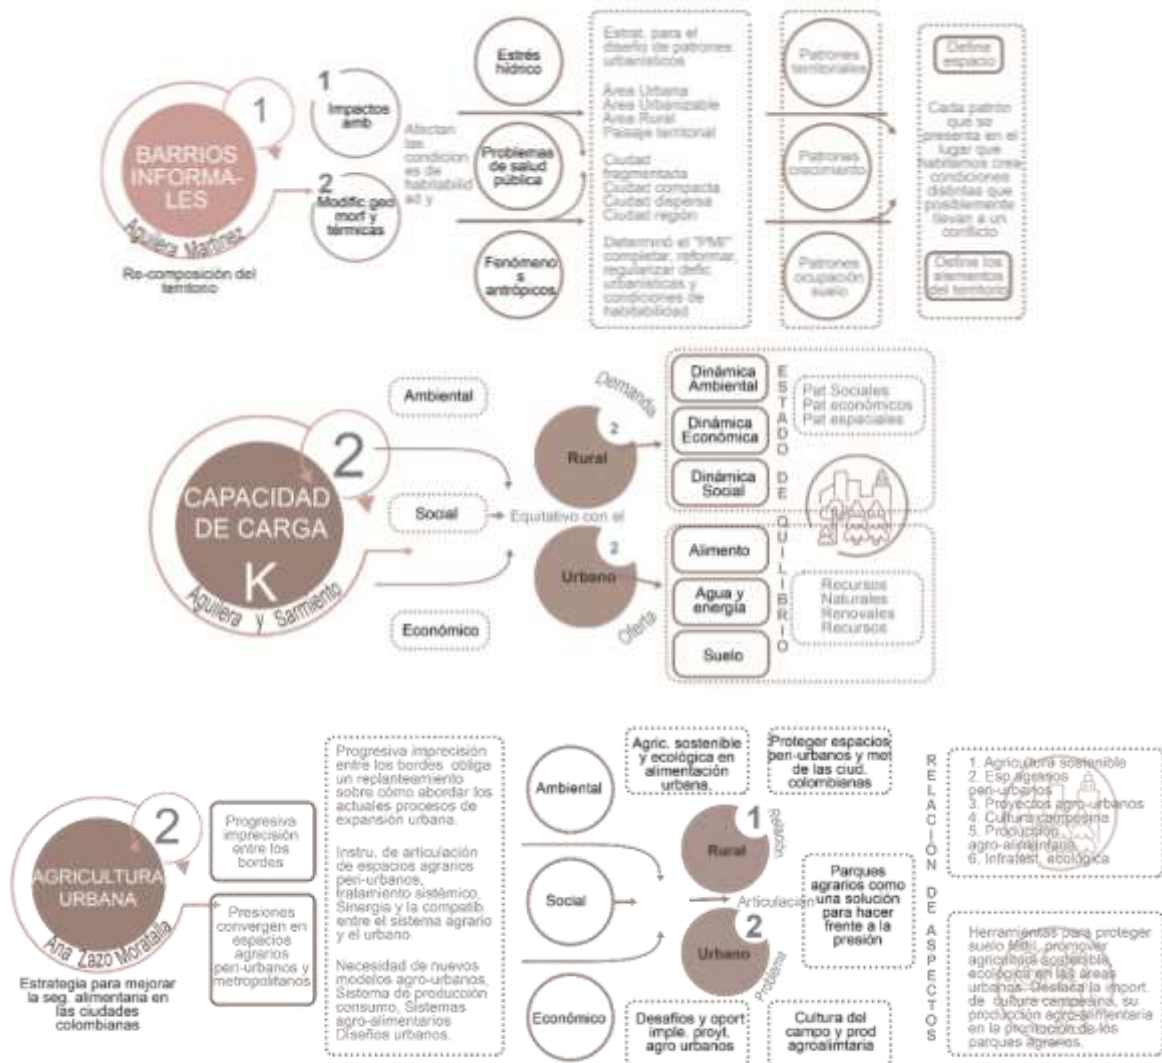 1
BARRIOS
INFORMA-
LES
Aguilera Martínez
Re-composición del
territorio
1
Impactos
amb
2
Modific geo
morf y
térmicas
Afectan
las
condicion
es de
habitabilid
ad y
Estrés
hídrico
Problemas
de salud
pública
Fenómeno
s
antrópicos
Estrat. para el
diseño de patrones
urbanísticos
Área Urbana
Área Urbanizable
Área Rural
Paisaje territorial
Ciudad
fragmentada
Ciudad compacta
Ciudad dispersa
Ciudad región
Determinó el "PMI"
completar, reformar,
regularizar defic
urbanísticas y
condiciones de
habitabilidad
Patrones
territoriales
Patrones
crecimiento
Patrones
ocupación
suelo
Define
espacio
Cada patrón
que se
presenta en el
lugar que
habitamos crea
condiciones
distintas que
posiblemente
llevan a un
conflicto
Define los
elementos
del territorio
2
CAPACIDAD
DE CARGA
K
Aguilera y Sarmiento
Ambiental
Social
Económico
Equitativo con el
Demanda
2
Rural
2
Urbano
Oferta
Dinámica
Ambiental
Dinámica
Económica
Dinámica
Social
Alimento
Agua y
energía
Suelo
ESTADO DE QUILIBRIO
Pat Sociales
Pat económicos
Pat especiales
Recursos
Naturales
Renovales
Recursos
2
AGRICULTURA
URBANA
Ana Zazo Moratalla
Estrategia para mejorar
la seg. alimentaria en
las ciudades
colombianas
Progresiva
imprecisión
entre los
bordes
Presiones
convergen en
espacios
agrarios
peri-urbanos y
metropolitanos
Progresiva imprecisión
entre los bordes obliga
un replanteamiento
sobre cómo abordar los
actuales procesos de
expansión urbana.
Instru. de articulación
de espacios agrarios
peri-urbanos,
tratamiento sistémico,
Sinergia y la compatib.
entre el sistema agrario
y el urbano
Necesidad de nuevos
modelos agro-urbanos,
Sistema de producción
consumo, Sistemas
agro-alimentarios
Diseños urbanos.
Ambiental
Social
Económico
Agric. sostenible
y ecológica en
alimentación
urbana.
Proteger espacios
peri-urbanos y met
de las ciud.
colombianas
1
Rural
Relación
Articulación
2
Urbano
Problema
Parques
agrarios como
una solución
para hacer
frente a la
presión
Desafíos y oport
imple. proyt.
agro urbanos
Cultura del
campo y prod
agroalimtaria
RELACIÓN DE ASPECTOS
1. Agricultura sostenible
2. Esp agrarios
peri-urbanos
3. Proyectos agro-urbanos
4. Cultura campesina
5. Producción
agro-alimentaria
6. Infratest. ecológica
Herramientas para proteger
suelo fértil, promover
agricultura sostenible,
ecológica en las áreas
urbanas. Destaca la import.
de cultura campesina, su
producción agro-alimentaria
en la promoción de los
parques agrarios.